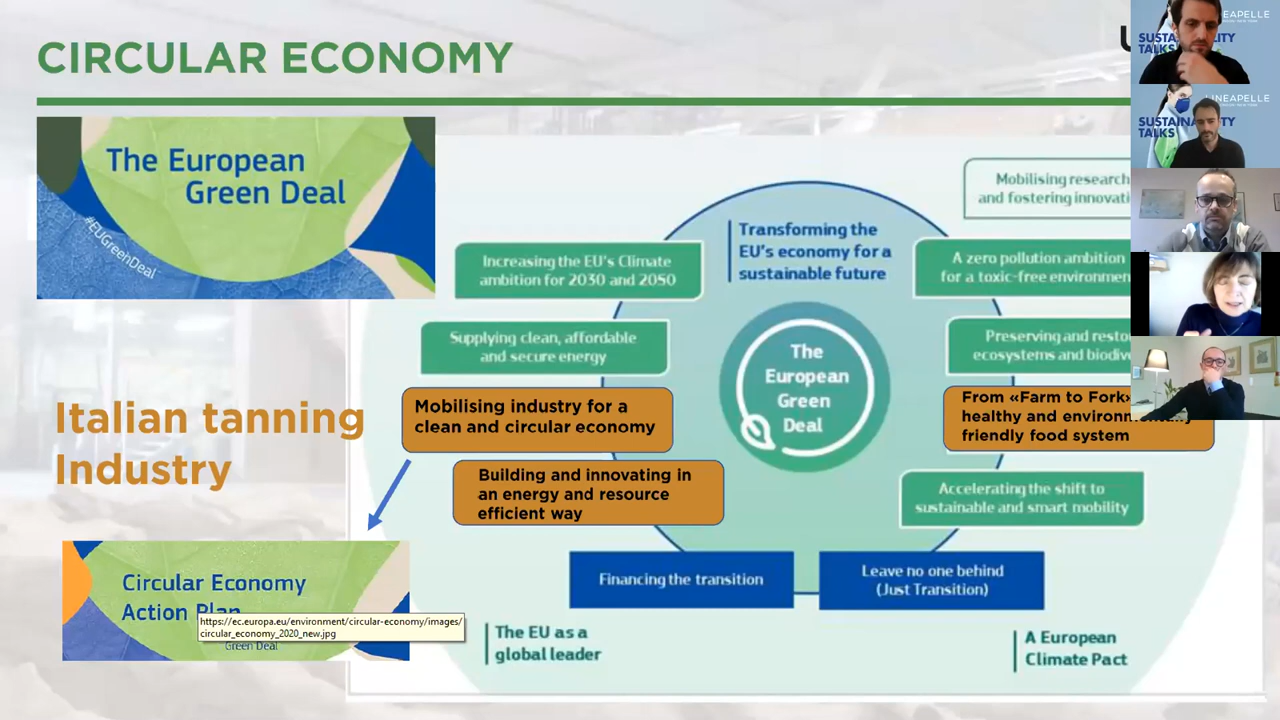 CIRCULAR ECONOMY
The European
Green Deal
#EUGreenDeal
Italian tanning
Industry
Circular Economy
Action Plan
https://ec.europa.eu/environment/circular-economy/images/
circular_economy_2020_new.jpg
Green Deal
Transforming the
EU's economy for a
sustainable future
Increasing the EU's Climate
ambition for 2030 and 2050
Supplying clean, affordable
and secure energy
Mobilising industry for a
clean and circular economy
Building and innovating in
an energy and resource
efficient way
The
European
Green
Deal
Mobilising research
and fostering
A zero pollution ambition
for a toxic-free
Preserving and
ecosystems and
From «Farm to Fork»
healthy and environmentally
friendly food system
Accelerating the shift to
sustainable and smart mobility
Financing the transition
Leave no one behind
(Just Transition)
The EU as a
global leader
A European
Climate Pact
SUSTAINABILITY
TALKS
LINEAPELLE
SUSTAINABILITY
TALKS